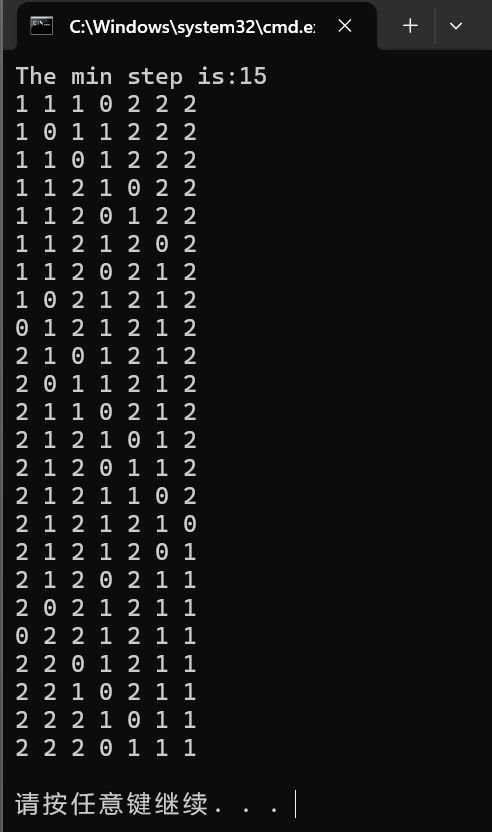 C:\Windows\system32\cmd.e
The min step is:15
1 1 1 0 2 2 2
1 0 1 1 2 2 2
1 1 0 1 2 2 2
1 1 2 1 0 2 2
1 1 2 0 1 2 2
1 1 2 1 2 0 2
1 1 2 0 2 1 2
1 0 2 1 2 1 2
0 1 2 1 2 1 2
2 1 0 1 2 1 2
2 0 1 1 2 1 2
2 1 1 0 2 1 2
2 1 2 1 0 1 2
2 1 2 0 1 1 2
2 1 2 1 1 0 2
2 1 2 1 2 1 0
2 1 2 1 2 0 1
2 1 2 0 2 1 1
2 0 2 1 2 1 1
0 2 2 1 2 1 1
2 2 0 1 2 1 1
2 2 1 0 2 1 1
2 2 2 1 0 1 1
2 2 2 0 1 1 1
请按任意键继续. . .